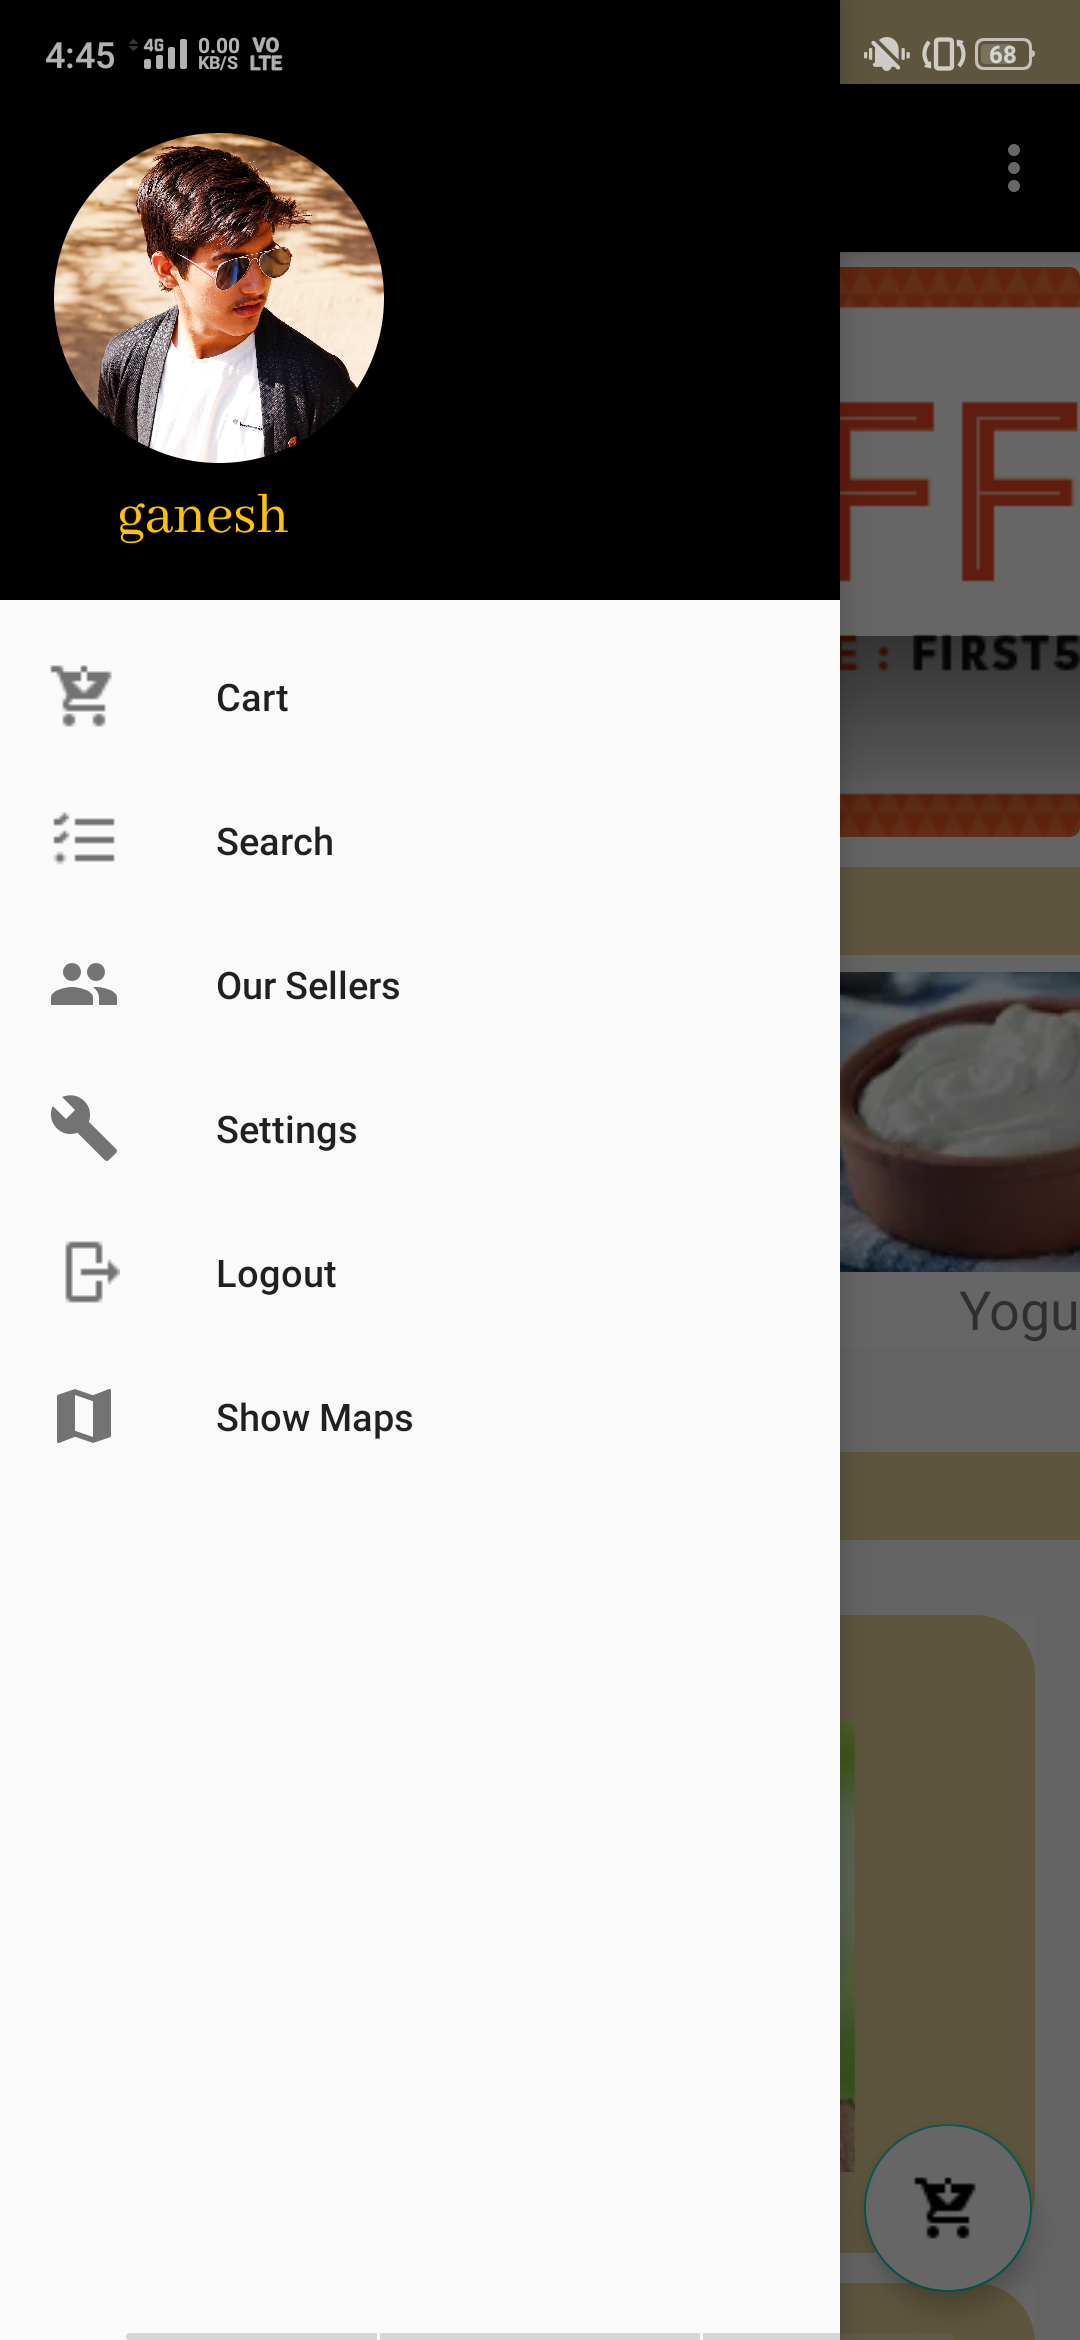 4:45 4G 0.00 KB/S VO LTE 68
FF
ganesh
E : FIRST5
Cart
Search
Our Sellers
Settings
Yogu
Logout
Show Maps